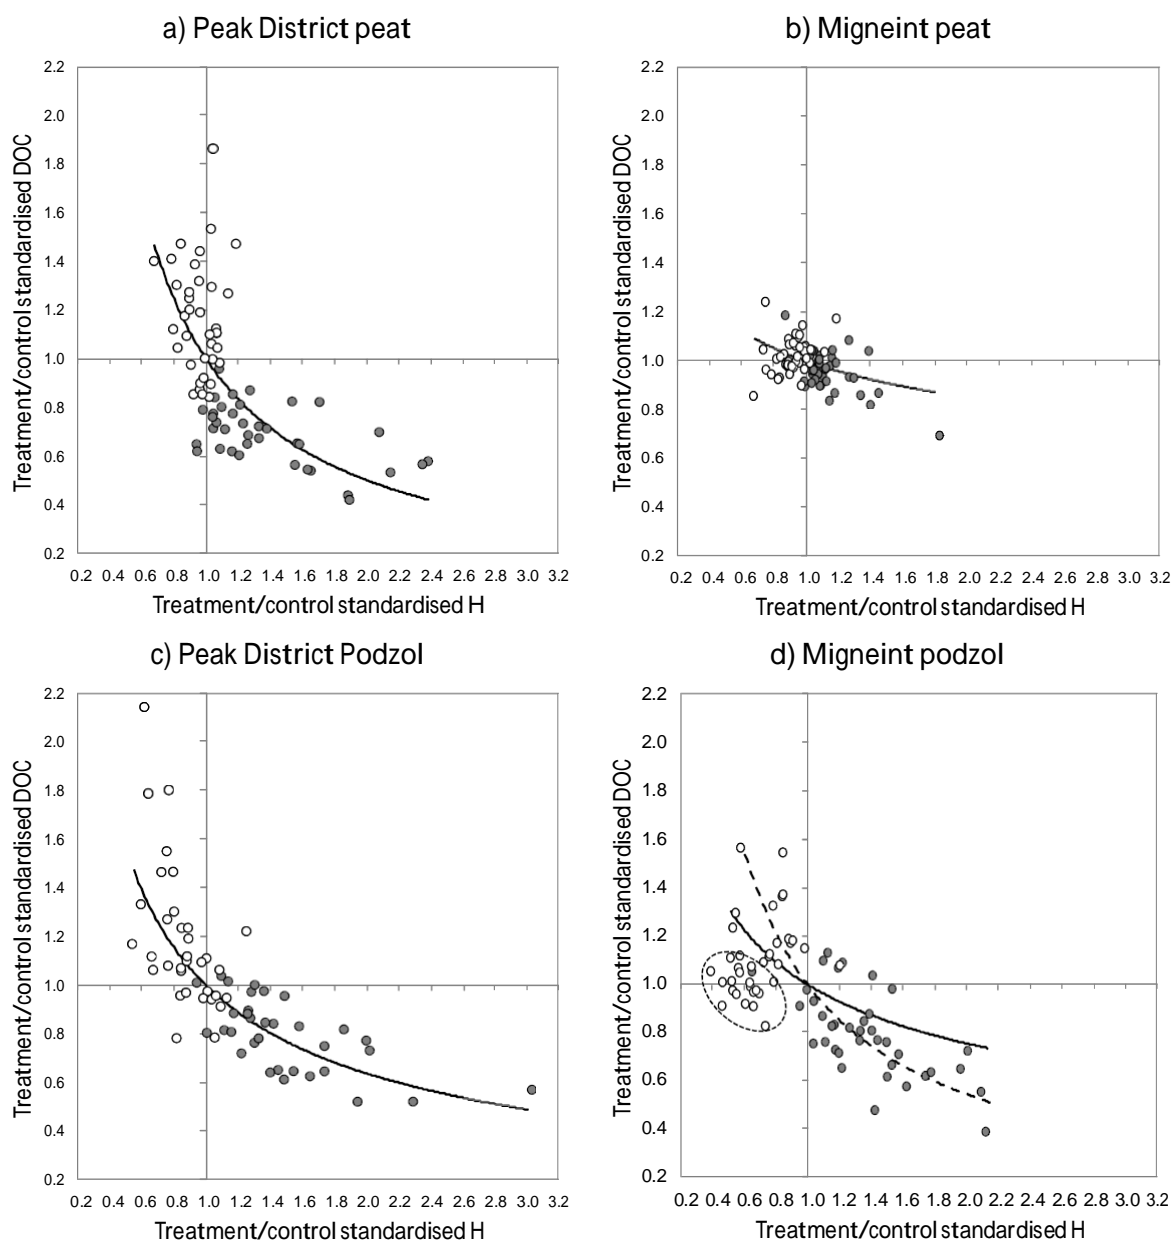 a) Peak District peat
Treatment/control standardised DOC
2.2
2.0
1.8
1.6
1.4
1.2
1.0
0.8
0.6
0.4
0.2
0.2 0.4 0.6 0.8 1.0 1.2 1.4 1.6 1.8 2.0 2.2 2.4 2.6 2.8 3.0 3.2
Treatment/control standardised H
b) Migneint peat
Treatment/control standardised DOC
2.2
2.0
1.8
1.6
1.4
1.2
1.0
0.8
0.6
0.4
0.2
0.2 0.4 0.6 0.8 1.0 1.2 1.4 1.6 1.8 2.0 2.2 2.4 2.6 2.8 3.0 3.2
Treatment/control standardised H
c) Peak District Podzol
Treatment/control standardised DOC
2.2
2.0
1.8
1.6
1.4
1.2
1.0
0.8
0.6
0.4
0.2
0.2 0.4 0.6 0.8 1.0 1.2 1.4 1.6 1.8 2.0 2.2 2.4 2.6 2.8 3.0 3.2
Treatment/control standardised H
d) Migneint podzol
Treatment/control standardised DOC
2.2
2.0
1.8
1.6
1.4
1.2
1.0
0.8
0.6
0.4
0.2
0.2 0.4 0.6 0.8 1.0 1.2 1.4 1.6 1.8 2.0 2.2 2.4 2.6 2.8 3.0 3.2
Treatment/control standardised H